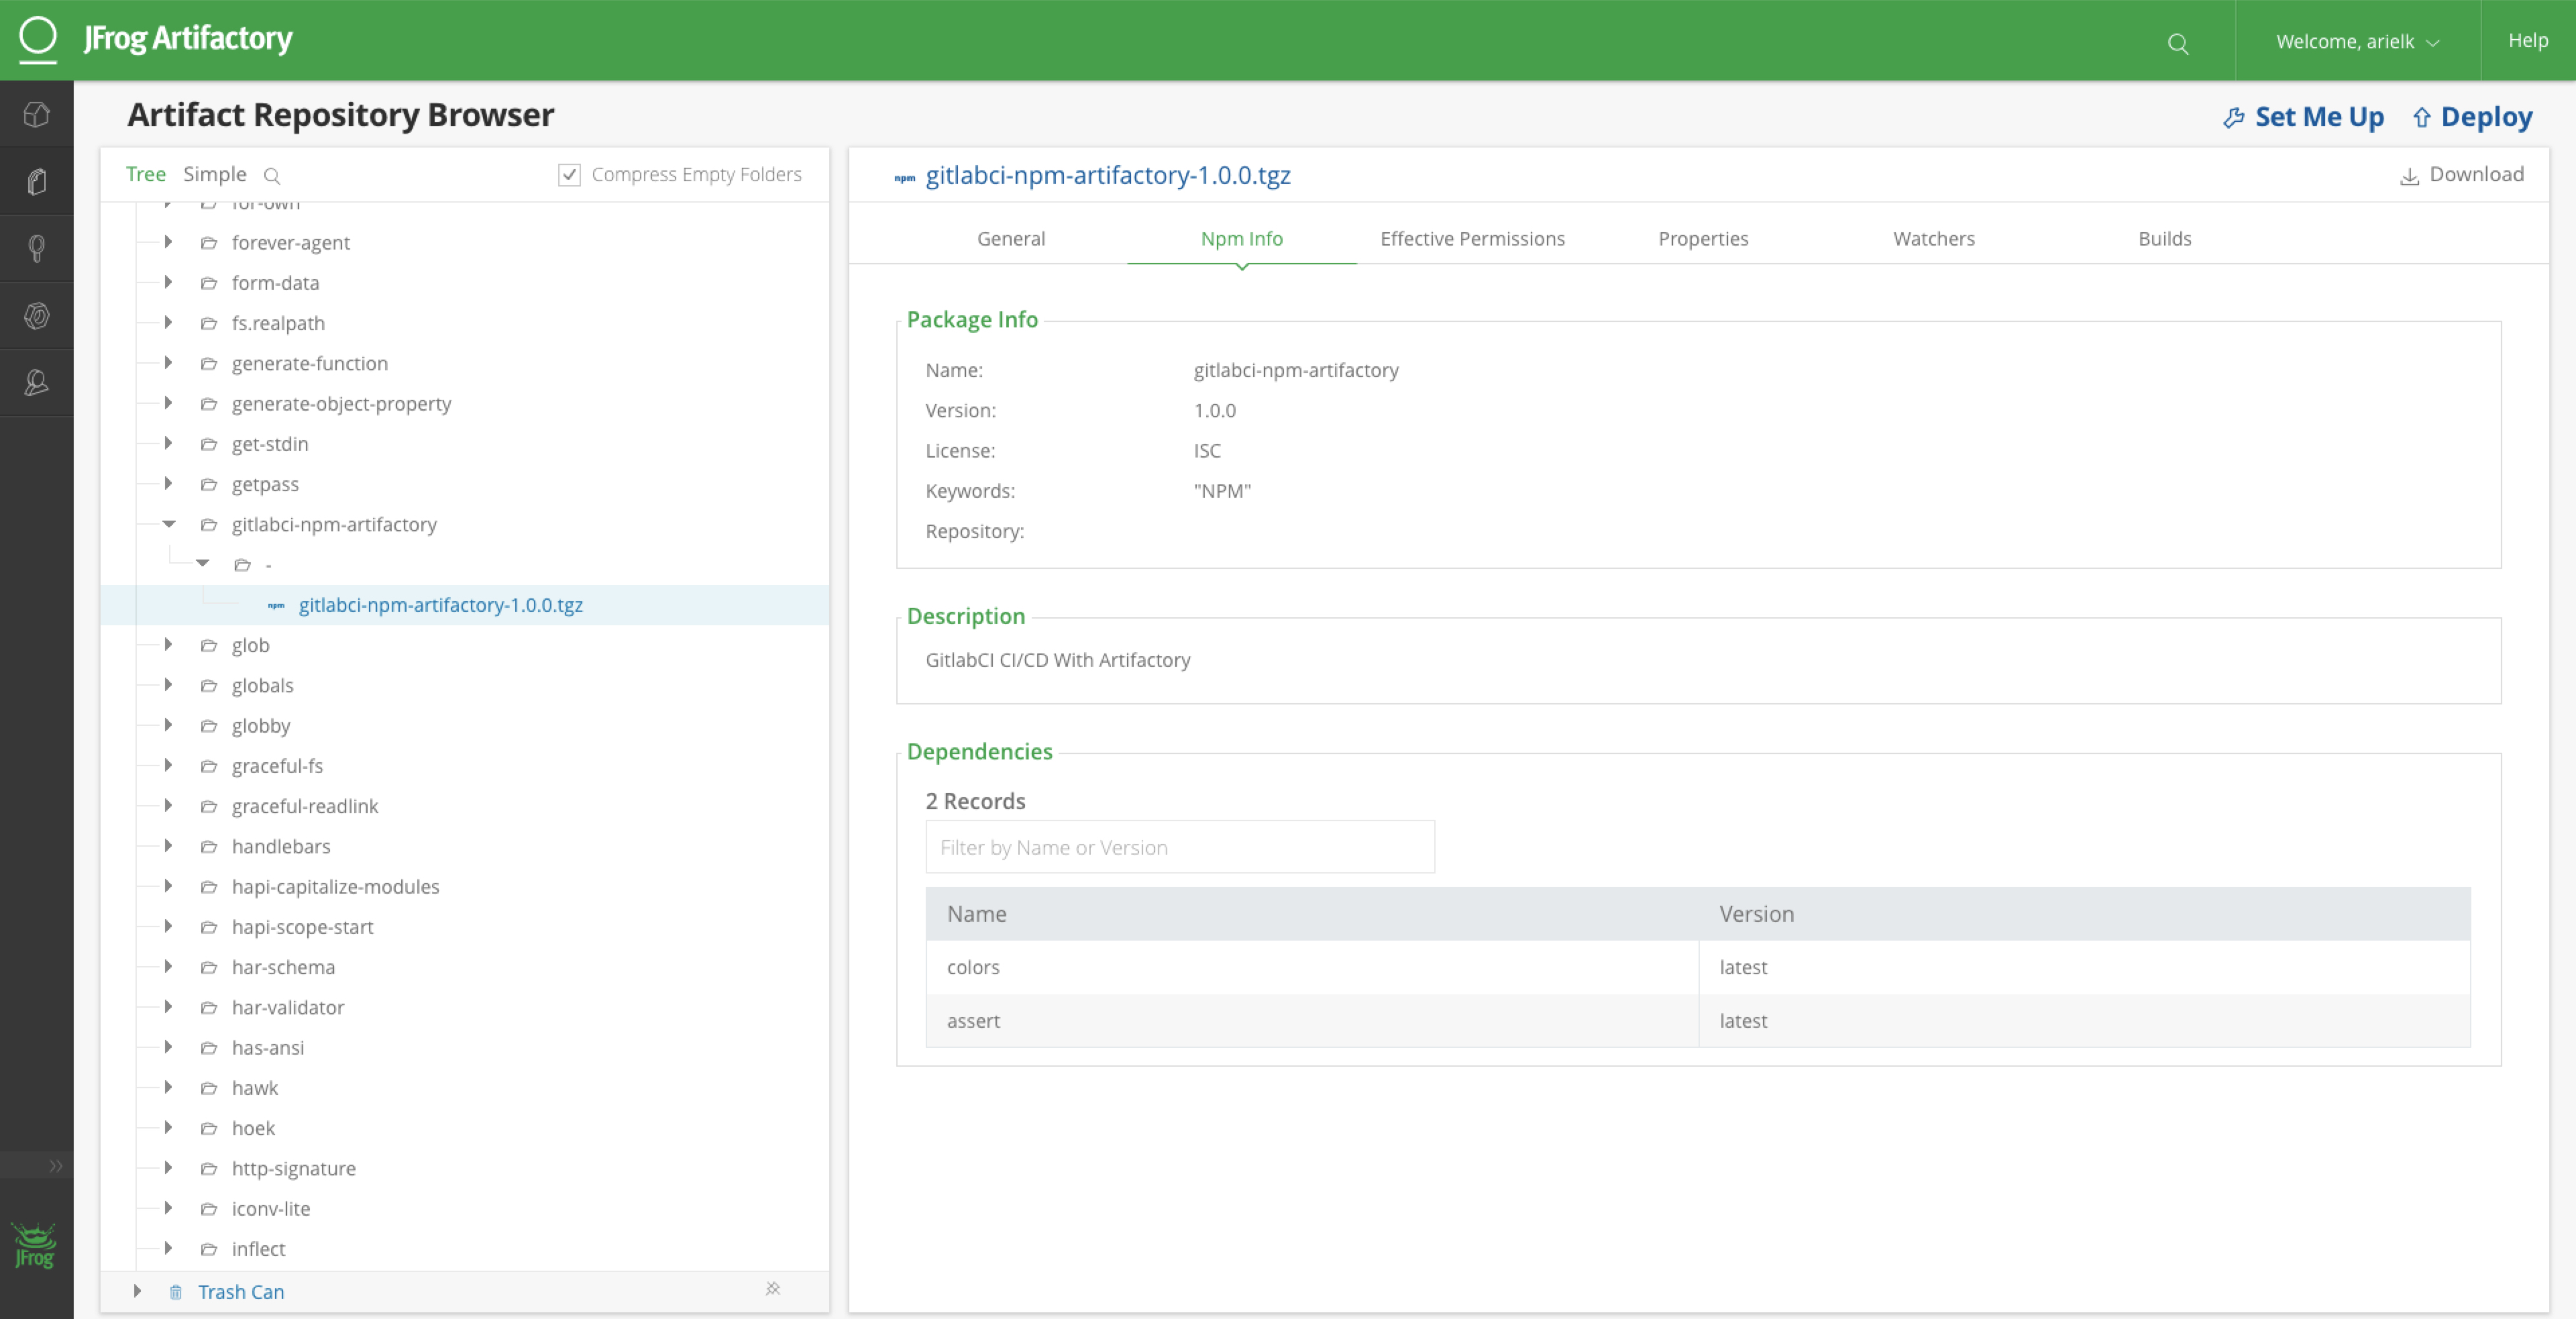 JFrog Artifactory
Welcome, arielk
Help
Artifact Repository Browser
Set Me Up
Deploy
Tree Simple
Compress Empty Folders
for-own
forever-agent
form-data
fs.realpath
generate-function
generate-object-property
get-stdin
getpass
gitlabci-npm-artifactory
-
npm gitlabci-npm-artifactory-1.0.0.tgz
glob
globals
globby
graceful-fs
graceful-readlink
handlebars
hapi-capitalize-modules
hapi-scope-start
har-schema
har-validator
has-ansi
hawk
hoek
http-signature
iconv-lite
inflect
Trash Can
JFrog
npm gitlabci-npm-artifactory-1.0.0.tgz
Download
General Npm Info Effective Permissions Properties Watchers Builds
Package Info
Name: gitlabci-npm-artifactory
Version: 1.0.0
License: ISC
Keywords: "NPM"
Repository:
Description
GitlabCI CI/CD With Artifactory
Dependencies
2 Records
Filter by Name or Version
Name Version
colors latest
assert latest